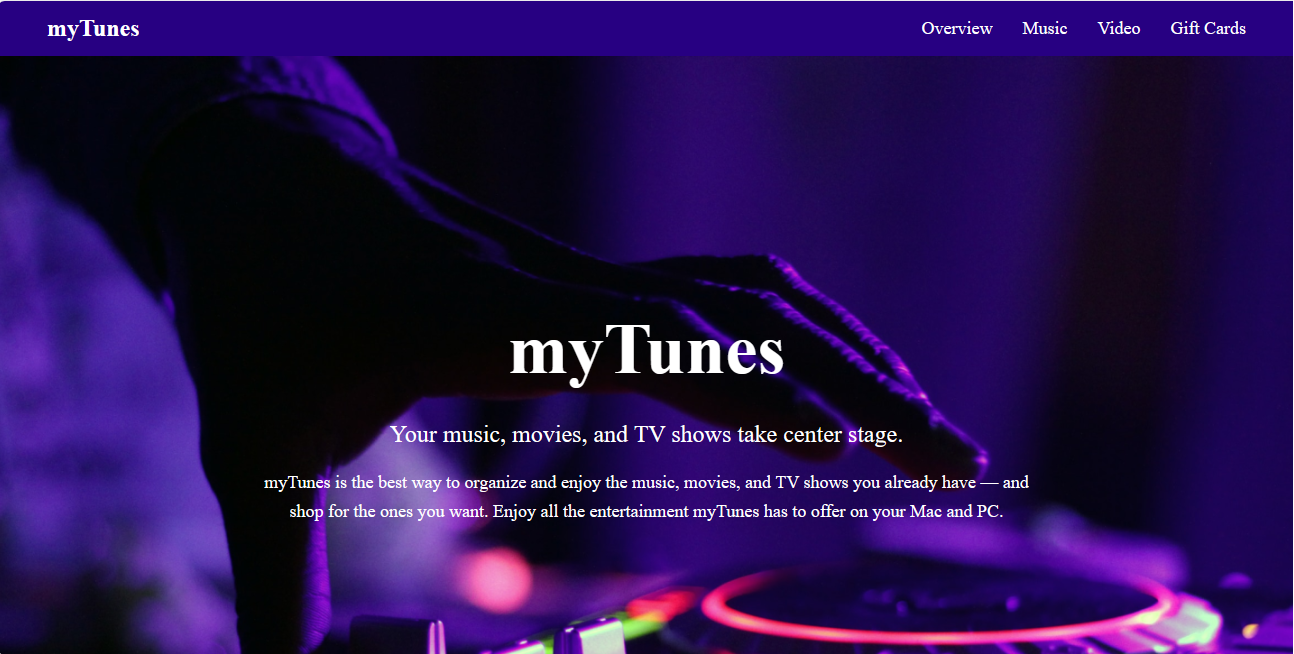 myTunes
Overview Music Video Gift Cards
myTunes
Your music, movies, and TV shows take center stage.
myTunes is the best way to organize and enjoy the music, movies, and TV shows you already have — and
shop for the ones you want. Enjoy all the entertainment myTunes has to offer on your Mac and PC.